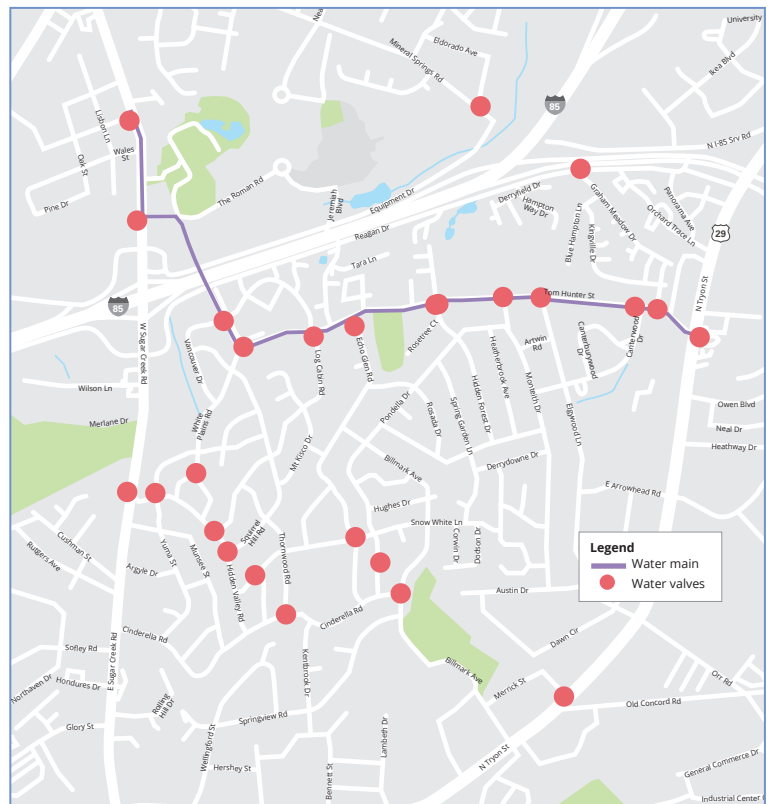 Nea
University
Eldorado Ave
Mineral Springs Rd
Ikea Blvd
85
Lisbon Ln
Wales
St
Oak St
N I-85 Srv Rd
Pine Dr
The Roman Rd
Jeremiah
Blvd
Equipment Dr
Derryfield Dr
Hampton
Way Dr
Graham Meadow Dr
Panorama Ave
Orchard Trace Ln
Blue Hampton Ln
Kingville Dr
29
Reagan Dr
Tara Ln
N Tryon St
Tom Hunter St
85
W Sugar Creek Rd
Vancouver Dr
Log Cabin Rd
Echo Glen Rd
Rosetree Ct
Heatherbrook Ave
Artwin
Rd
Canterburywood
Dr
Canterwood
Dr
Wilson Ln
Merlane Dr
White
Plains Rd
Pondella Dr
Rosada Dr
Spring Garden Ln
Hidden Forest Dr
Monteith Dr
Elgywood Ln
Owen Blvd
Neal Dr
Heathway Dr
Mt Kisco Dr
Billmark Ave
Derrydowne Dr
E Arrowhead Rd
Hughes Dr
Snow White Ln
Corwin Dr
Dodson Dr
Cushman St
Rutgers Ave
Yuma St
Munsee St
Squirrel
Hill Rd
Thornwood Rd
Argyle Dr
Hidden Valley Rd
Legend
Water main
Water valves
Austin Dr
Cinderella Rd
Cinderella Rd
Dawn Cir
E Sugar Creek Rd
Sofley Rd
Hondures Dr
Northaven Dr
Kentbrook Dr
Billmark Ave
Merrick St
Orr Rd
Old Concord Rd
Rolling
Hill Dr
Glory St
Springview Rd
Wellingford St
Lambeth Dr
Hershey St
Bennett St
N Tryon St
General Commerce Dr
Industrial Center